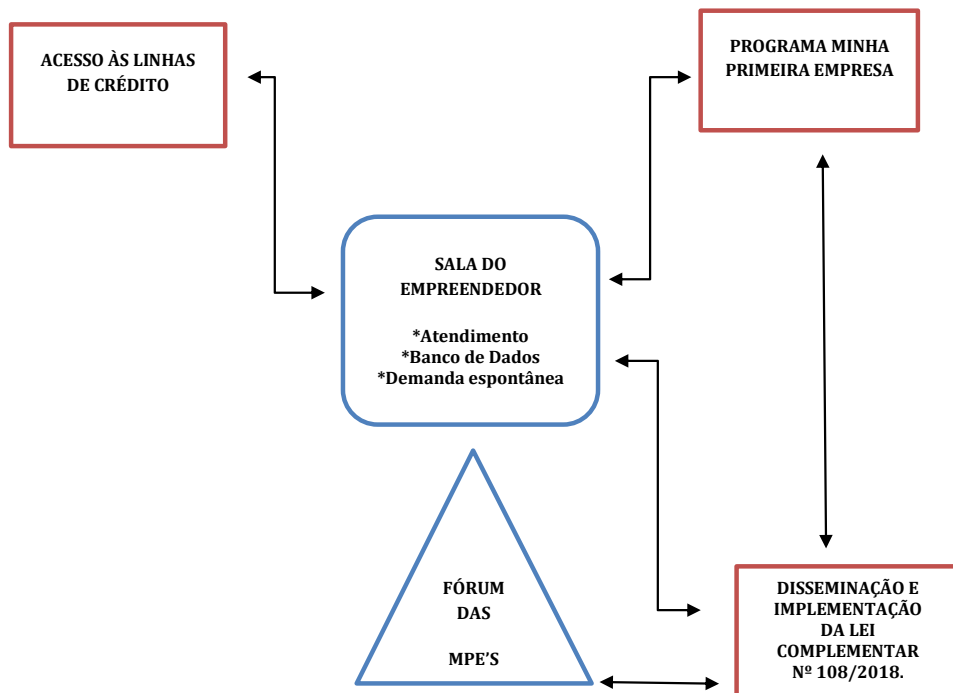 ACESSO ÀS LINHAS
DE CRÉDITO
PROGRAMA MINHA
PRIMEIRA EMPRESA
SALA DO
EMPREENDEDOR
*Atendimento
*Banco de Dados
*Demanda espontânea
FÓRUM
DAS
MPE'S
DISSEMINAÇÃO E
IMPLEMENTAÇÃO
DA LEI
COMPLEMENTAR
Nº 108/2018.